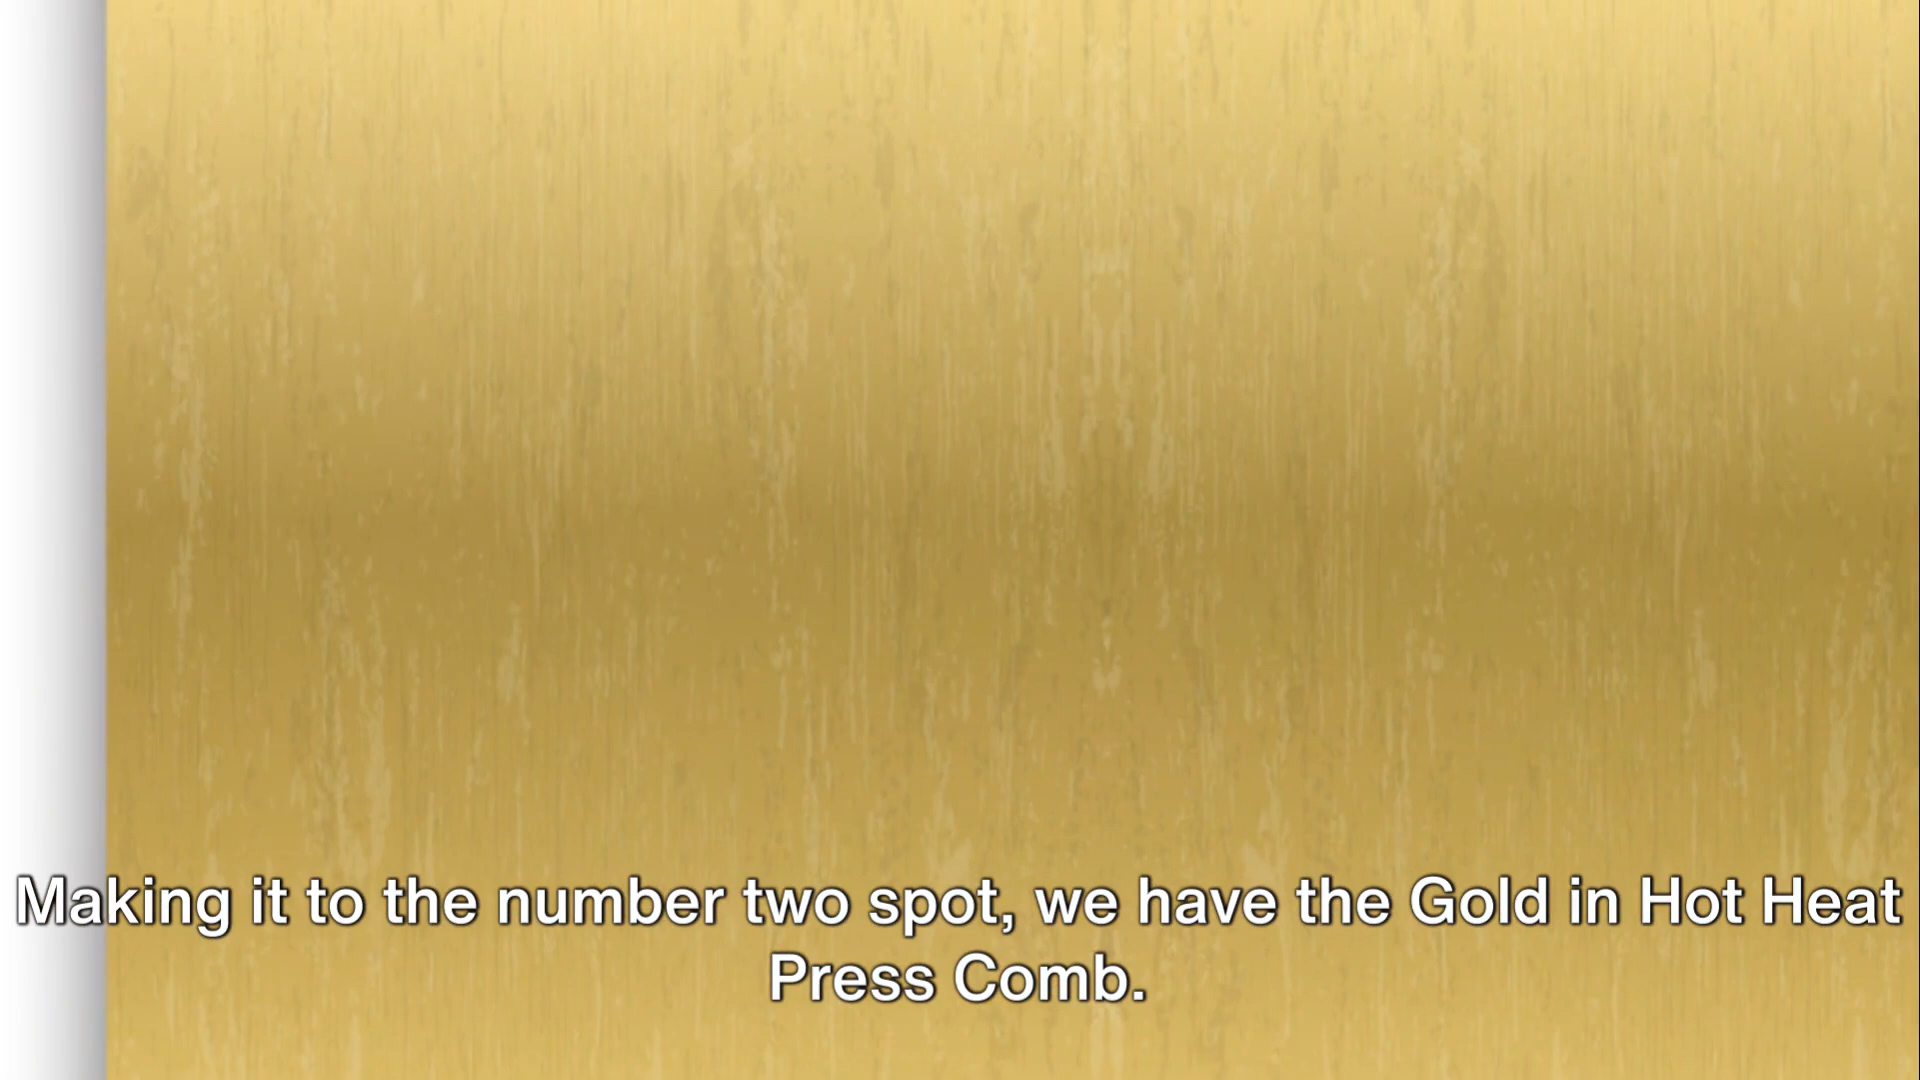 Making it to the number two spot, we have the Gold in Hot Heat
Press Comb.